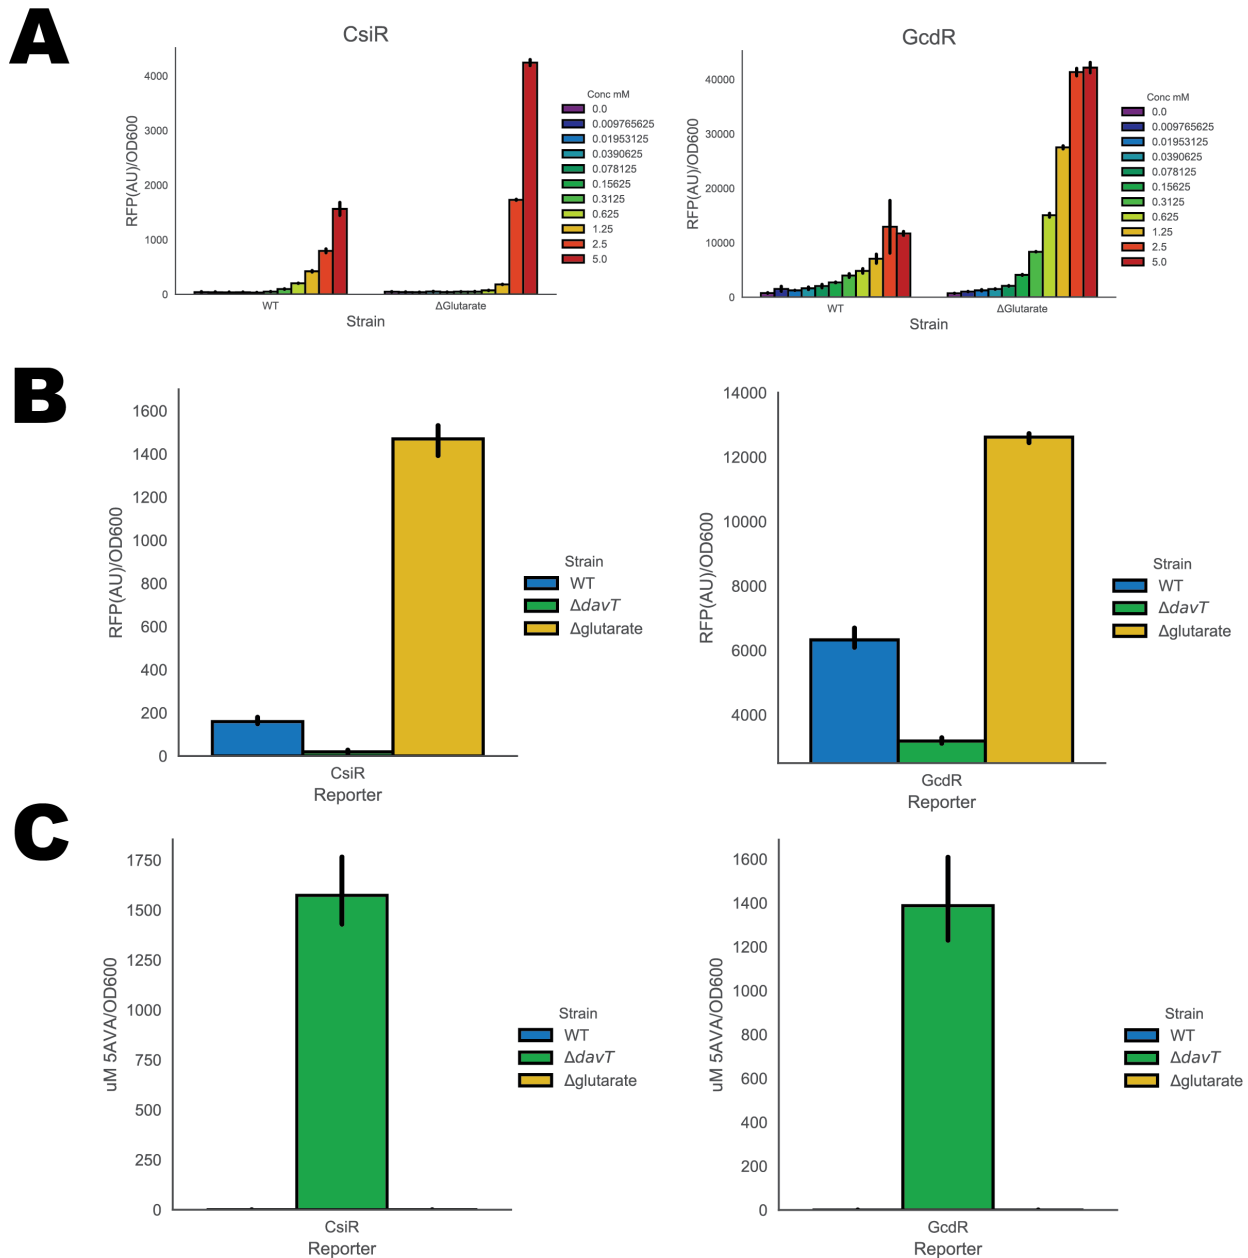 A
CsiR
RFP(AU)/OD600
4000
3000
2000
1000
0
WT
ΔGlutarate
Strain
Conc mM
0.0
0.009765625
0.01953125
0.0390625
0.078125
0.15625
0.3125
0.625
1.25
2.5
5.0
GcdR
RFP(AU)/OD600
40000
30000
20000
10000
0
WT
ΔGlutarate
Strain
Conc mM
0.0
0.009765625
0.01953125
0.0390625
0.078125
0.15625
0.3125
0.625
1.25
2.5
5.0
B
RFP(AU)/OD600
1600
1400
1200
1000
800
600
400
200
0
CsiR
Reporter
Strain
WT
ΔdavT
Δglutarate
RFP(AU)/OD600
14000
12000
10000
8000
6000
4000
GcdR
Reporter
Strain
WT
ΔdavT
Δglutarate
C
uM 5AVA/OD600
1750
1500
1250
1000
750
500
250
0
CsiR
Reporter
Strain
WT
ΔdavT
Δglutarate
uM 5AVA/OD600
1600
1400
1200
1000
800
600
400
200
0
GcdR
Reporter
Strain
WT
ΔdavT
Δglutarate